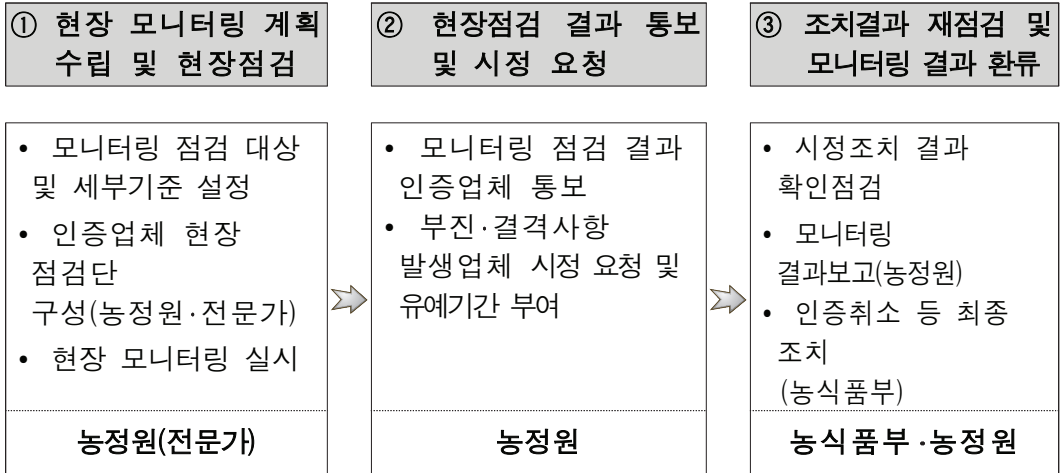 ① 현장 모니터링 계획
수립 및 현장점검
• 모니터링 점검 대상
및 세부기준 설정
• 인증업체 현장
점검단
구성(농정원·전문가)
• 현장 모니터링 실시
농정원(전문가)
② 현장점검 결과 통보
및 시정 요청
• 모니터링 점검 결과
인증업체 통보
• 부진·결격사항
발생업체 시정 요청 및
유예기간 부여
농정원
③ 조치결과 재점검 및
모니터링 결과 환류
• 시정조치 결과
확인점검
• 모니터링
결과보고(농정원)
• 인증취소 등 최종
조치
(농식품부)
농식품부·농정원